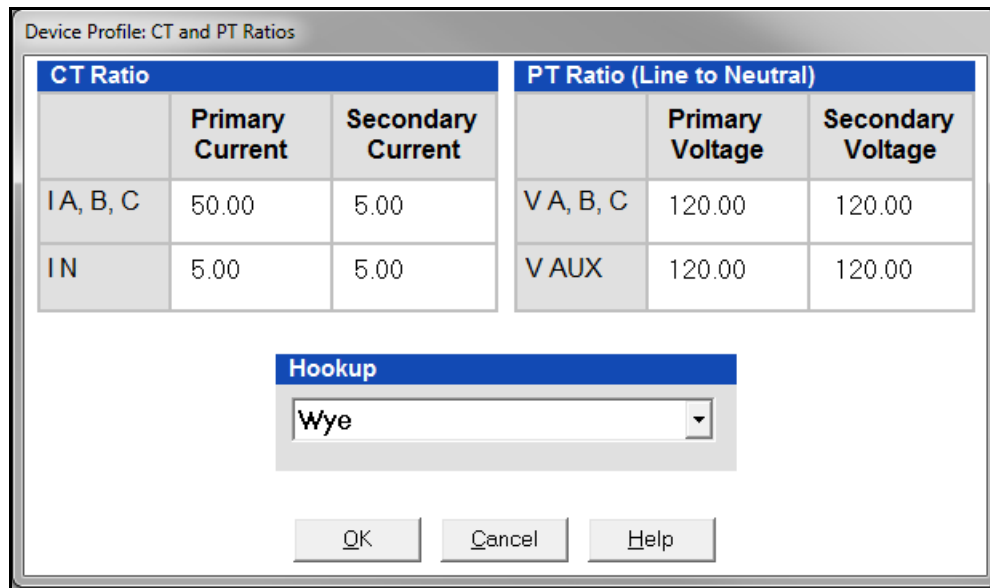 Device Profile: CT and PT Ratios
CT Ratio
Primary Current Secondary Current
I A, B, C 50.00 5.00
I N 5.00 5.00
PT Ratio (Line to Neutral)
Primary Voltage Secondary Voltage
V A, B, C 120.00 120.00
V AUX 120.00 120.00
Hookup
Wye
OK Cancel Help